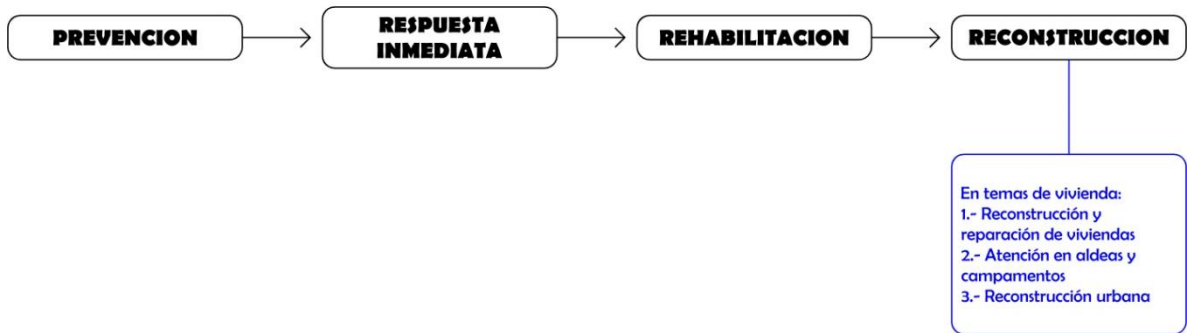 PREVENCION
RESPUESTA
INMEDIATA
REHABILITACION
RECONSTRUCCION
En temas de vivienda:
1.- Reconstrucción y
reparación de viviendas
2.- Atención en aldeas y
campamentos
3.- Reconstrucción urbana